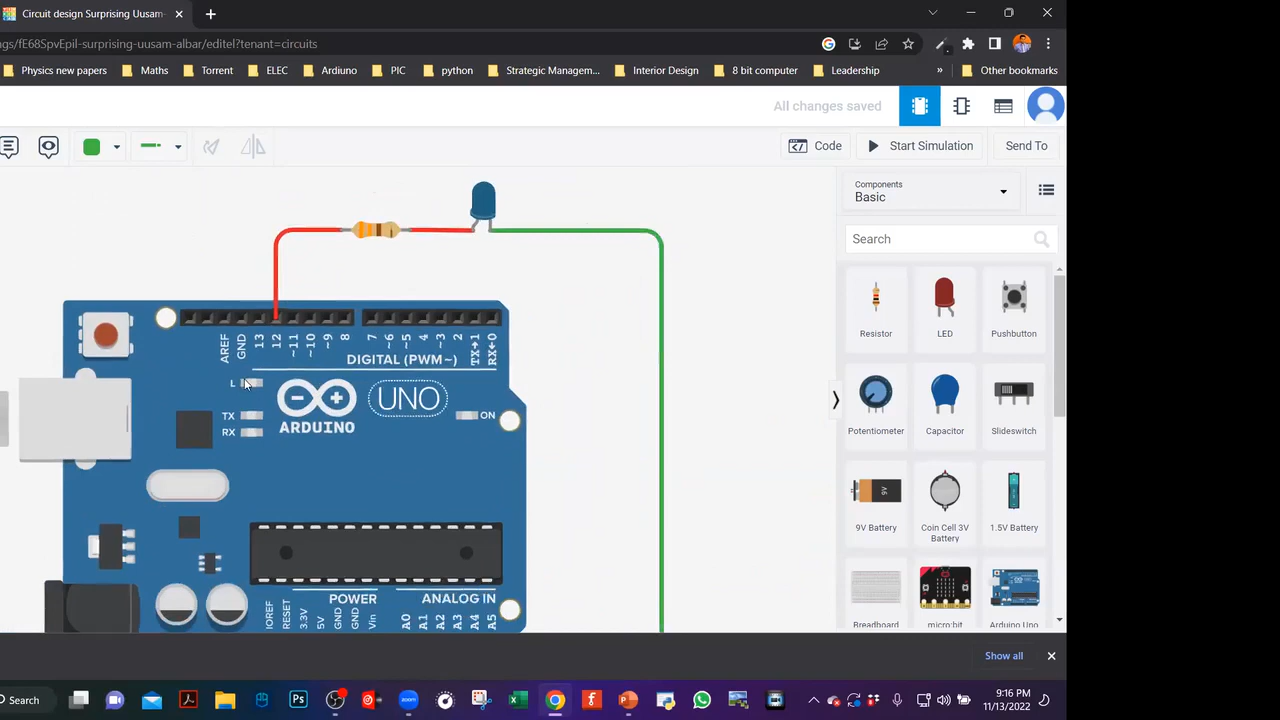 Circuit design Surprising Uusam-
ngs/fE68SpvEpil-surprising-uusam-albar/editel?tenant=circuits
Physics new papers
Maths
Torrent
ELEC
Ardiuno
PIC
python
Strategic Managem...
Interior Design
8 bit computer
Leadership
»
Other bookmarks
All changes saved
Code
Start Simulation
Send To
Components
Basic
Search
Resistor
LED
Pushbutton
Potentiometer
Capacitor
Slideswitch
9V
9V Battery
Coin Cell 3V
Battery
1.5V Battery
Breadboard
micro:bit
Arduino Uno
AREF
GND
13
12
~11
~10
~9
8
7
~6
~5
4
~3
2
TX→1
RX←0
DIGITAL (PWM~)
L
TX
RX
UNO
ARDUINO
ON
POWER
ANALOG IN
IOREF
RESET
3.3V
5V
GND
GND
Vin
A0
A1
A2
A3
A4
A5
Show all
Search
Ps
zoom
9:16 PM
11/13/2022